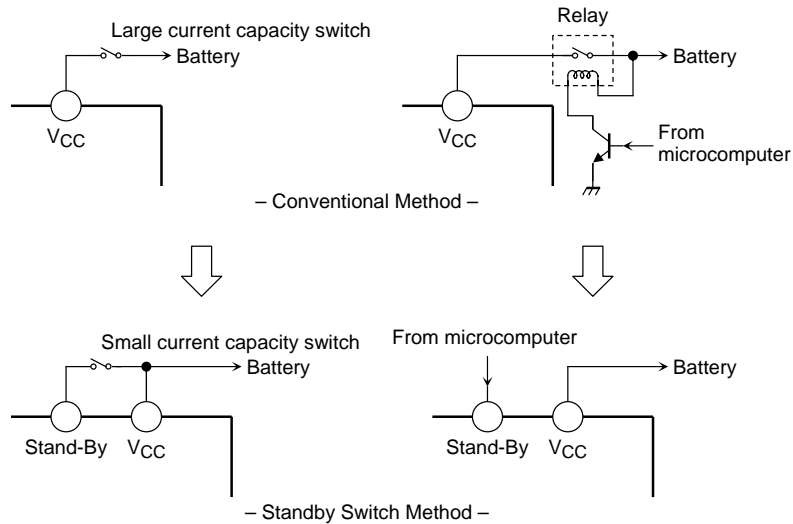 Large current capacity switch
Battery
VCC
Relay
Battery
VCC
From
microcomputer
– Conventional Method –
Small current capacity switch
Battery
Stand-By
VCC
From microcomputer
Battery
Stand-By
VCC
– Standby Switch Method –